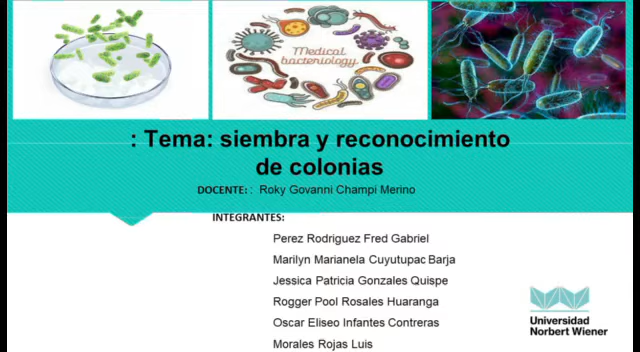 Medical
bacteriology.
: Tema: siembra y reconocimiento
de colonias
DOCENTE: : Roky Govanni Champi Merino
INTEGRANTES:
Perez Rodriguez Fred Gabriel
Marilyn Marianela Cuyutupac Barja
Jessica Patricia Gonzales Quispe
Rogger Pool Rosales Huaranga
Oscar Eliseo Infantes Contreras
Morales Rojas Luis
Universidad
Norbert Wiener